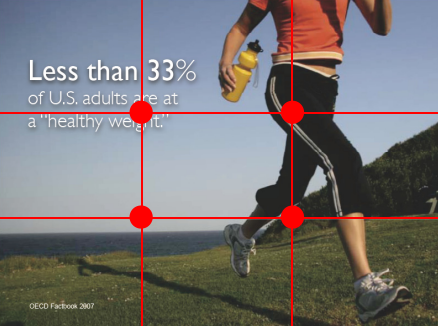 Less than 33%
of U.S. adults are at
a "healthy weight."
OECD Factbook 2007